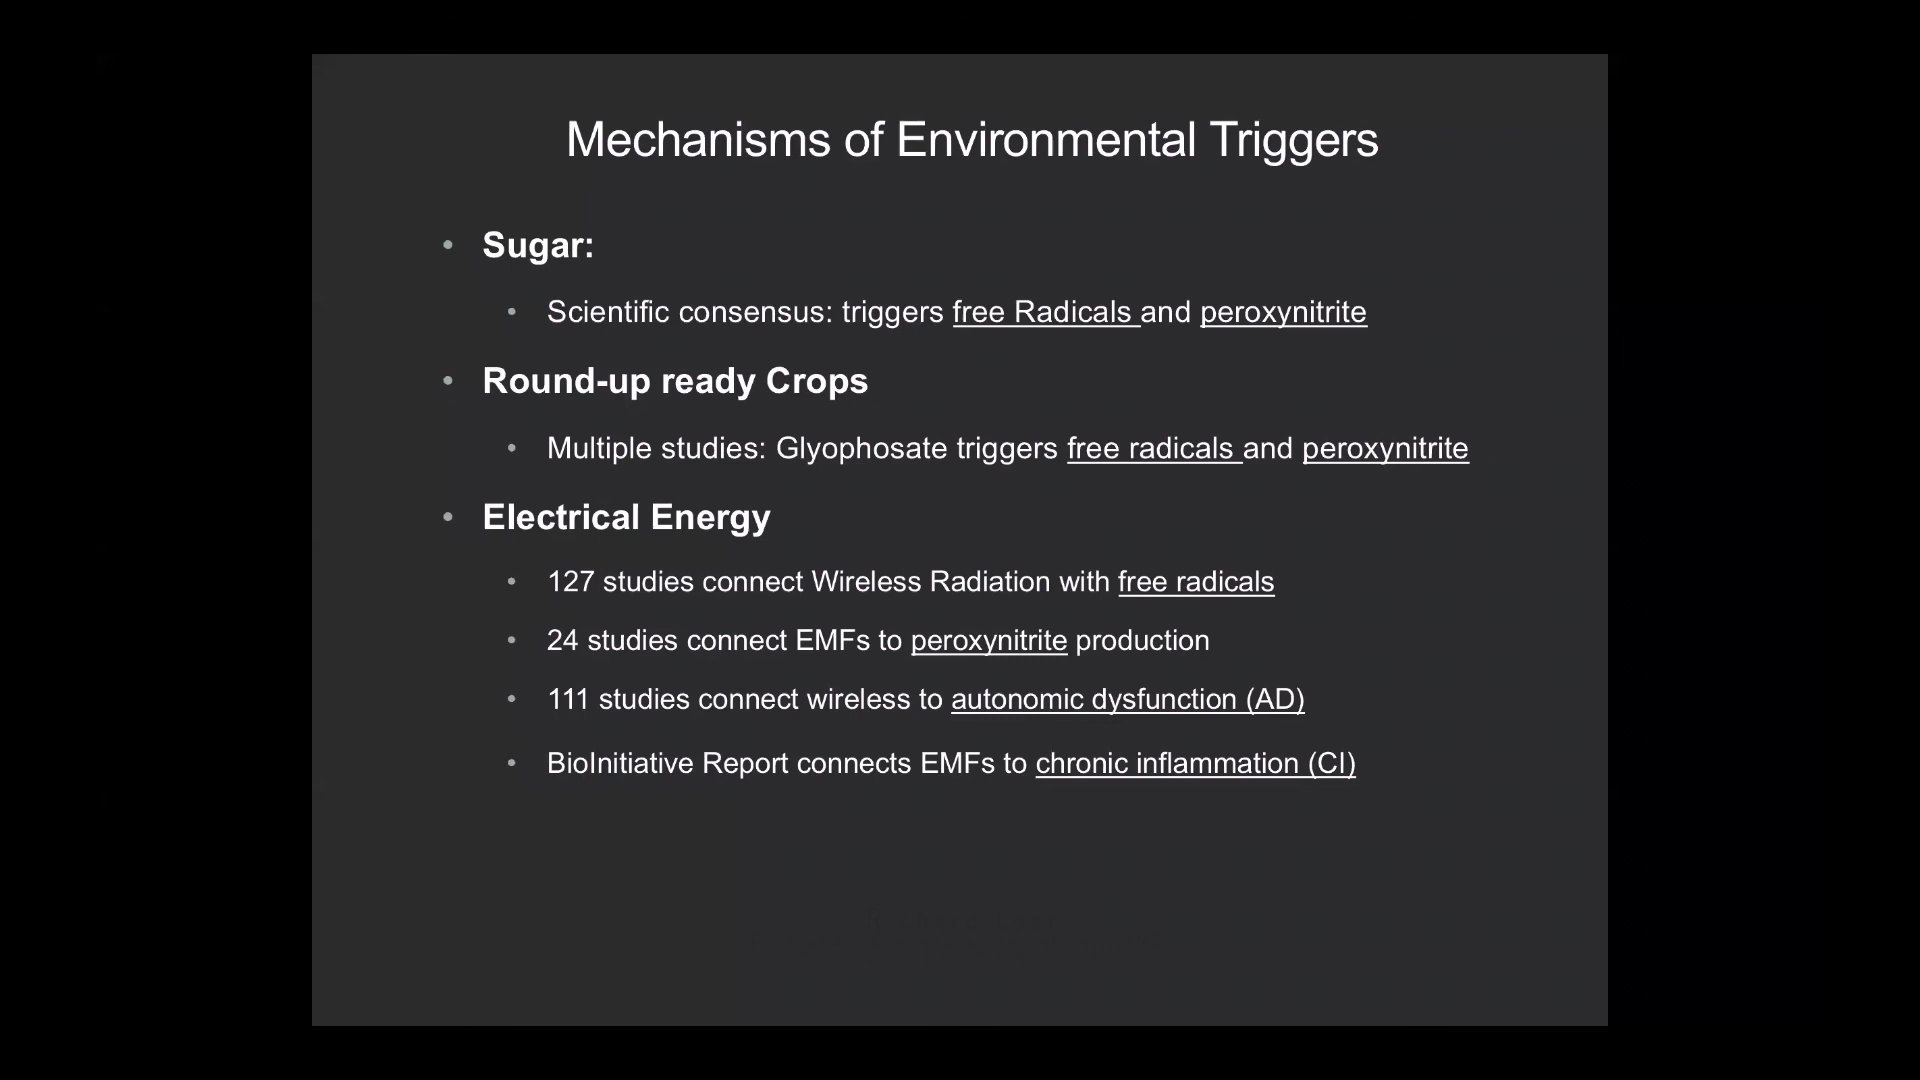 Mechanisms of Environmental Triggers
• Sugar:
• Scientific consensus: triggers free Radicals and peroxynitrite
• Round-up ready Crops
• Multiple studies: Glyophosate triggers free radicals and peroxynitrite
• Electrical Energy
• 127 studies connect Wireless Radiation with free radicals
• 24 studies connect EMFs to peroxynitrite production
• 111 studies connect wireless to autonomic dysfunction (AD)
• BioInitiative Report connects EMFs to chronic inflammation (CI)